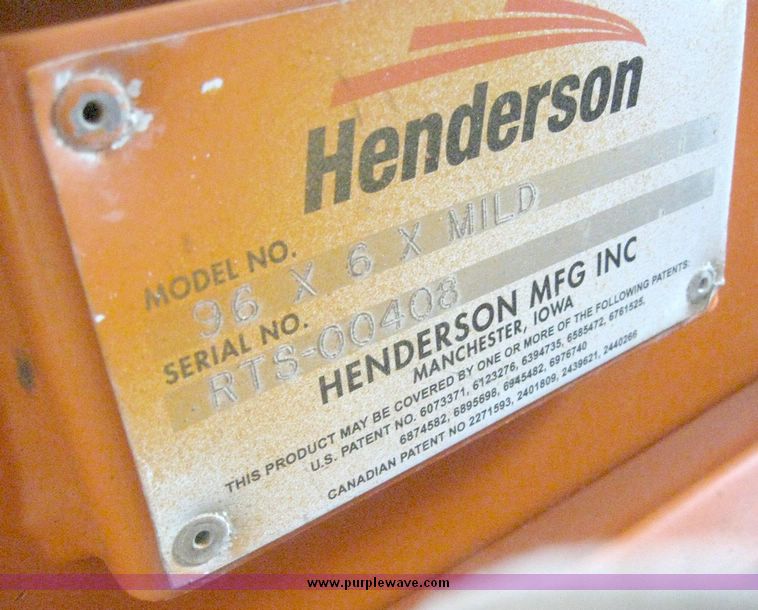 Henderson
MODEL NO.
96 X 6 X MILD
SERIAL NO.
RTS-00408
HENDERSON MFG INC
MANCHESTER, IOWA
THIS PRODUCT MAY BE COVERED BY ONE OR MORE OF THE FOLLOWING PATENTS:
U.S. PATENT NO. 6073371, 6123276, 6394735, 6585472, 6761525,
6874582, 6895698, 6945482, 6976740
CANADIAN PATENT NO 2271593, 2401809, 2439621, 2440266
www.purplewave.com